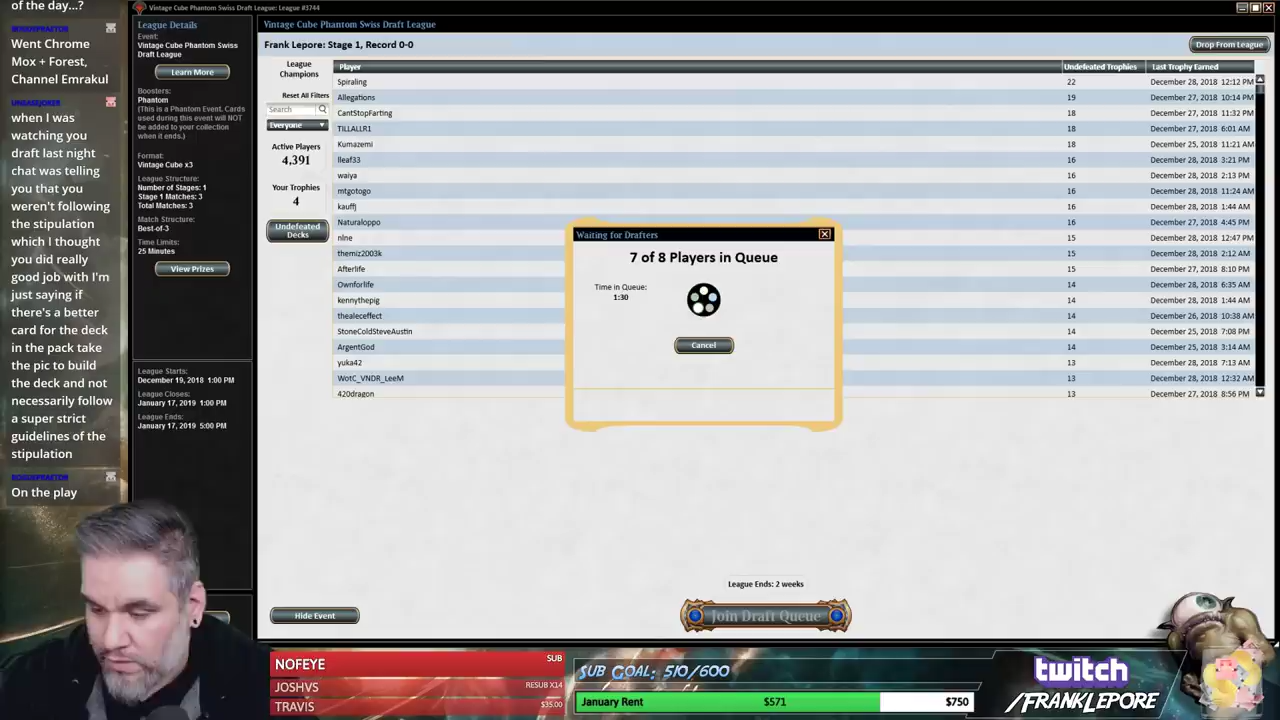 of the day...?
Went Chrome
Mox + Forest,
Channel Emrakul
when I was
watching you
draft last night
chat was telling
you that you
weren't following
the stipulation
which I thought
you did really
good job with I'm
just saying if
there's a better
card for the deck
in the pack take
the pic to build
the deck and not
necessarily follow
a super strict
guidelines of the
stipulation
On the play
Vintage Cube Phantom Swiss Draft League: League #3744
League Details
Event:
Vintage Cube Phantom Swiss
Draft League
Learn More
Boosters:
Phantom
(This is a Phantom Event. Cards
used during this event will NOT
be added to your collection
when it ends.)
Format:
Vintage Cube x3
League Structure:
Number of Stages: 1
Stage 1 Matches: 3
Total Matches: 3
Match Structure:
Best-of-3
Time Limits:
25 Minutes
View Prizes
League Starts:
December 19, 2018 1:00 PM
League Closes:
January 17, 2019 1:00 PM
League Ends:
January 17, 2019 5:00 PM
Vintage Cube Phantom Swiss Draft League
Frank Lepore: Stage 1, Record 0-0
Drop From League
League
Champions
Reset All Filters
Search
Everyone
Active Players
4,391
Your Trophies
4
Undefeated
Decks
Player Undefeated Trophies Last Trophy Earned
Spiraling 22 December 28, 2018 12:12 PM
Allegations 19 December 27, 2018 10:14 PM
CantStopFarting 18 December 27, 2018 11:32 PM
TILLALLR1 18 December 27, 2018 6:01 AM
Kumazemi 18 December 25, 2018 11:21 AM
lleaf33 16 December 28, 2018 3:21 PM
waiya 16 December 28, 2018 2:13 PM
mtgotogo 16 December 28, 2018 11:24 AM
kauffj 16 December 28, 2018 1:44 AM
Naturaloppo 16 December 27, 2018 4:45 PM
nlne 15 December 28, 2018 12:47 PM
themiz2003k 15 December 28, 2018 2:12 AM
Afterlife 15 December 27, 2018 8:10 PM
Ownforlife 14 December 28, 2018 6:35 AM
kennythepig 14 December 28, 2018 1:44 AM
thealeceffect 14 December 26, 2018 10:38 AM
StoneColdSteveAustin 14 December 25, 2018 7:08 PM
ArgentGod 14 December 24, 2018 3:14 AM
yuka42 13 December 28, 2018 7:13 AM
WotC_VNDR_LeeM 13 December 28, 2018 12:32 AM
420dragon 13 December 27, 2018 8:56 PM
Waiting for Drafters
7 of 8 Players in Queue
Time in Queue:
1:30
Cancel
League Ends: 2 weeks
Hide Event
Join Draft Queue
NOFEYE SUB
JOSHVS RESUB X14
TRAVIS $35.00
SUB GOAL: 510/600
January Rent $571 $750
twitch
/FRANKLEPORE